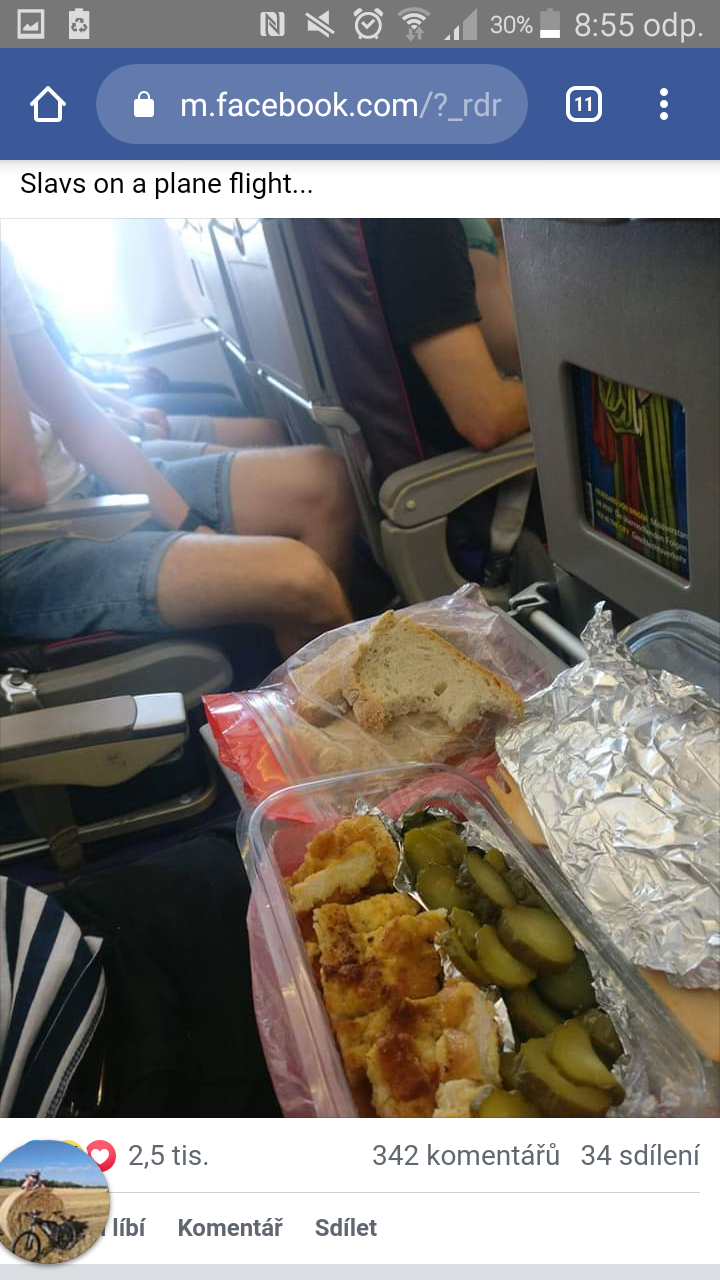 30% 8:55 odp.
m.facebook.com/?_rdr
11
Slavs on a plane flight...
2,5 tis. 342 komentářů 34 sdílení
líbí Komentář Sdílet